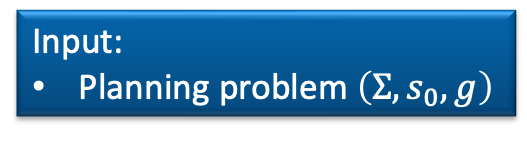 Input:
• Planning problem (Σ, s₀, g)